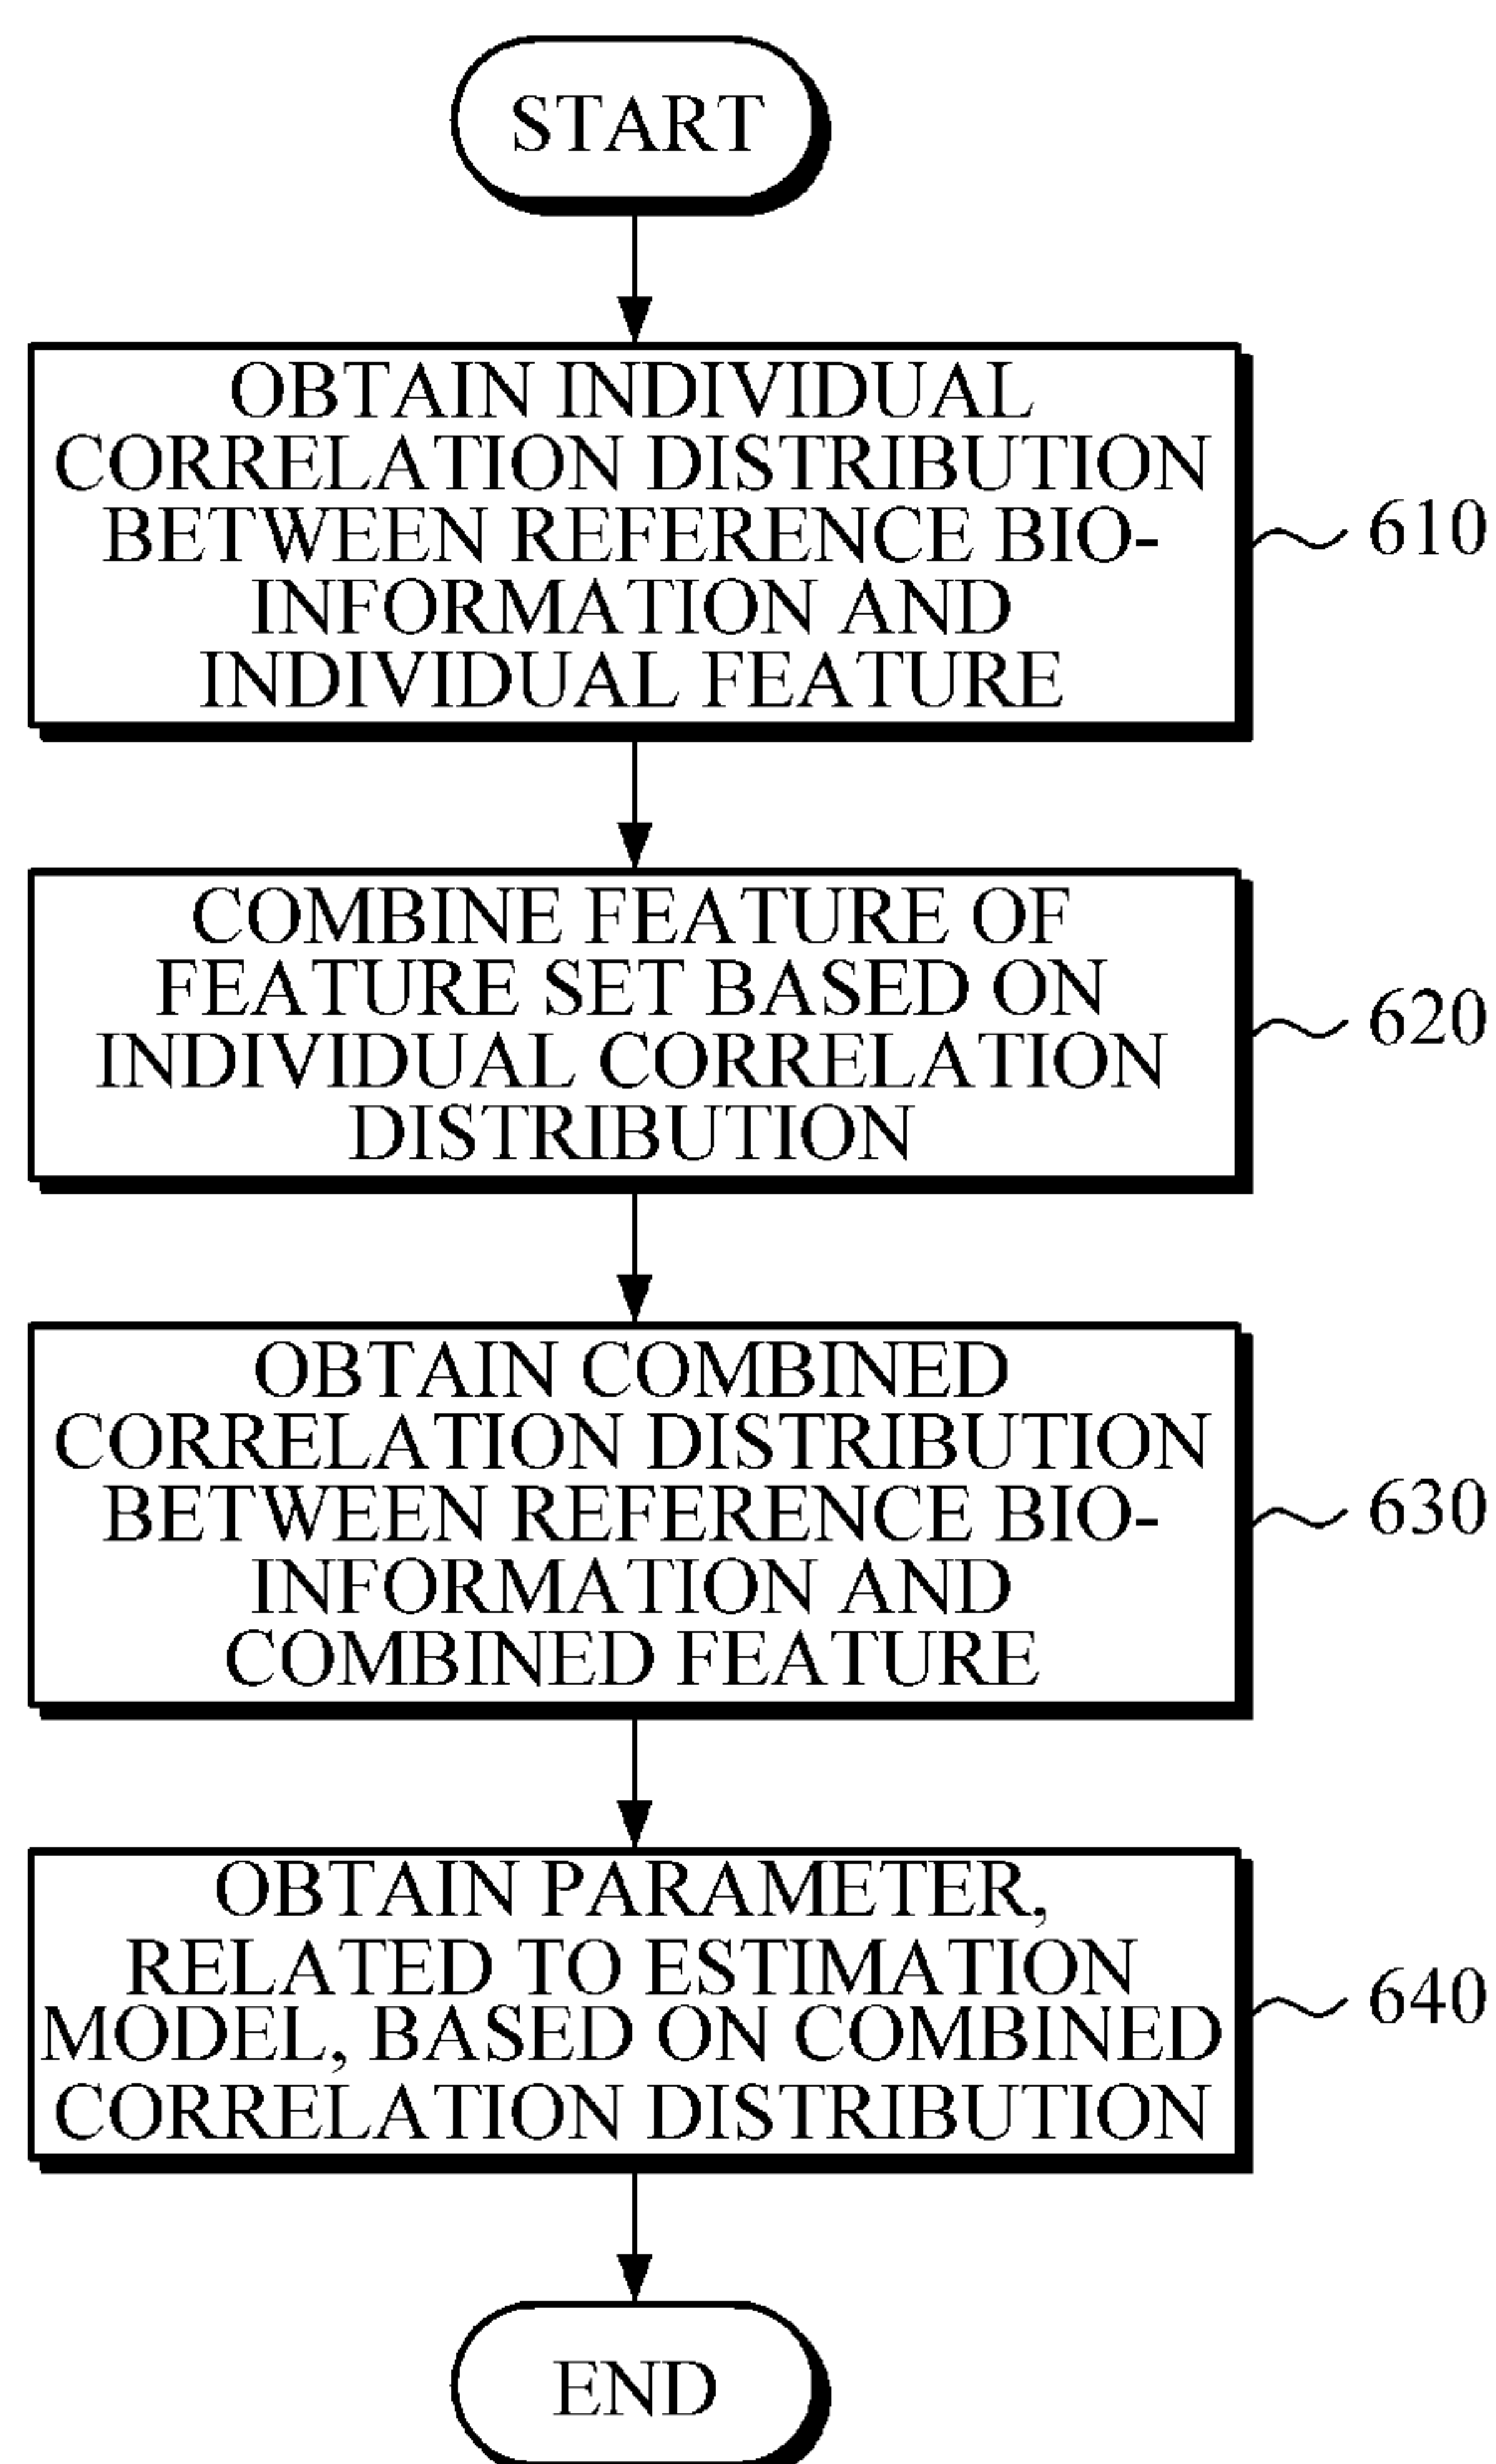 START
OBTAIN INDIVIDUAL
CORRELATION DISTRIBUTION
BETWEEN REFERENCE BIO-
INFORMATION AND
INDIVIDUAL FEATURE
610
COMBINE FEATURE OF
FEATURE SET BASED ON
INDIVIDUAL CORRELATION
DISTRIBUTION
620
OBTAIN COMBINED
CORRELATION DISTRIBUTION
BETWEEN REFERENCE BIO-
INFORMATION AND
COMBINED FEATURE
630
OBTAIN PARAMETER,
RELATED TO ESTIMATION
MODEL, BASED ON COMBINED
CORRELATION DISTRIBUTION
640
END